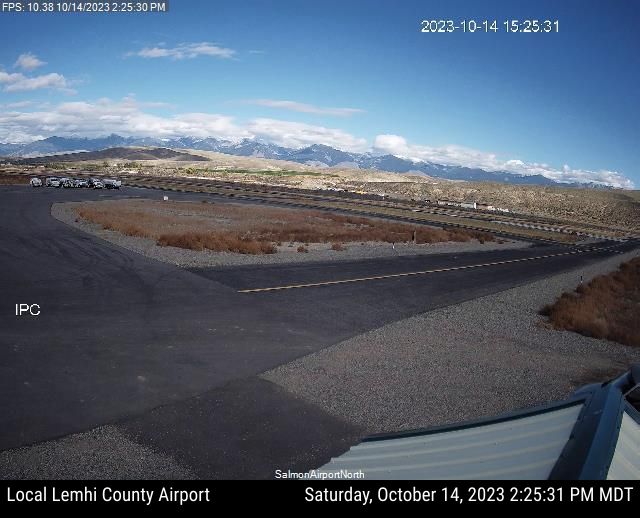 FPS: 10.38 10/14/2023 2:25:30 PM
2023-10-14 15:25:31
IPC
SalmonAirportNorth
Local Lemhi County Airport
Saturday, October 14, 2023 2:25:31 PM MDT